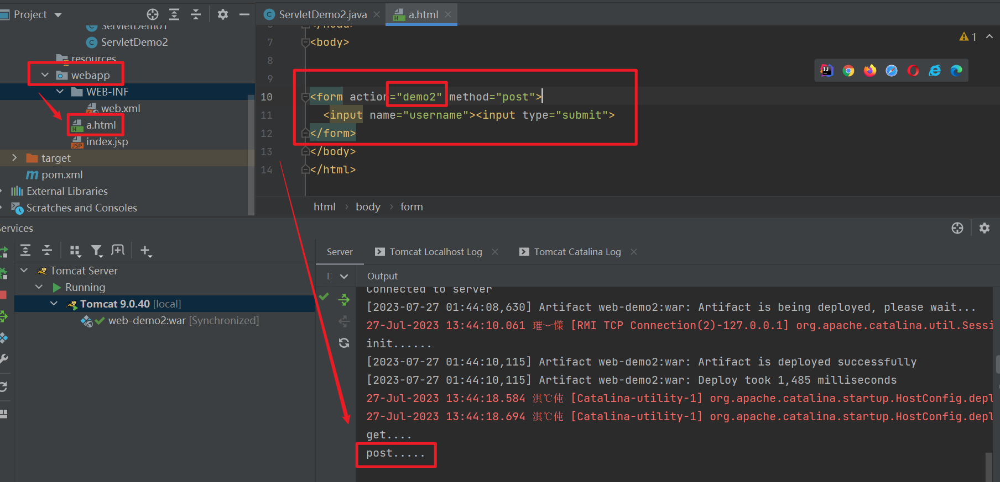 Project
ServletDemo1
ServletDemo2
resources
webapp
WEB-INF
web.xml
a.html
index.jsp
target
pom.xml
External Libraries
Scratches and Consoles
ServletDemo2.java
a.html
1
7 <body>
8
9
10 <form action="demo2" method="post">
11 <input name="username"><input type="submit">
12 </form>
13 </body>
14 </html>
html › body › form
Services
Tomcat Server
Running
Tomcat 9.0.40 [local]
web-demo2:war [Synchronized]
Server
Tomcat Localhost Log
Tomcat Catalina Log
Output
Connected to server
[2023-07-27 01:44:08,630] Artifact web-demo2:war: Artifact is being deployed, please wait...
27-Jul-2023 13:44:10.061 [RMI TCP Connection(2)-127.0.0.1] org.apache.catalina.util.Sessi
init......
[2023-07-27 01:44:10,115] Artifact web-demo2:war: Artifact is deployed successfully
[2023-07-27 01:44:10,115] Artifact web-demo2:war: Deploy took 1,485 milliseconds
27-Jul-2023 13:44:18.584 淇℃伅 [Catalina-utility-1] org.apache.catalina.startup.HostConfig.depl
27-Jul-2023 13:44:18.694 淇℃伅 [Catalina-utility-1] org.apache.catalina.startup.HostConfig.depl
get....
post.....